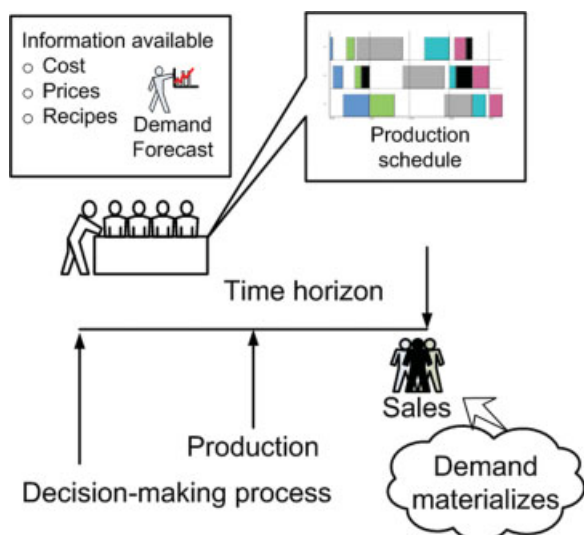 Information available
○ Cost
○ Prices
○ Recipes
Demand
Forecast
Production
schedule
Time horizon
Sales
Production
Decision-making process
Demand
materializes